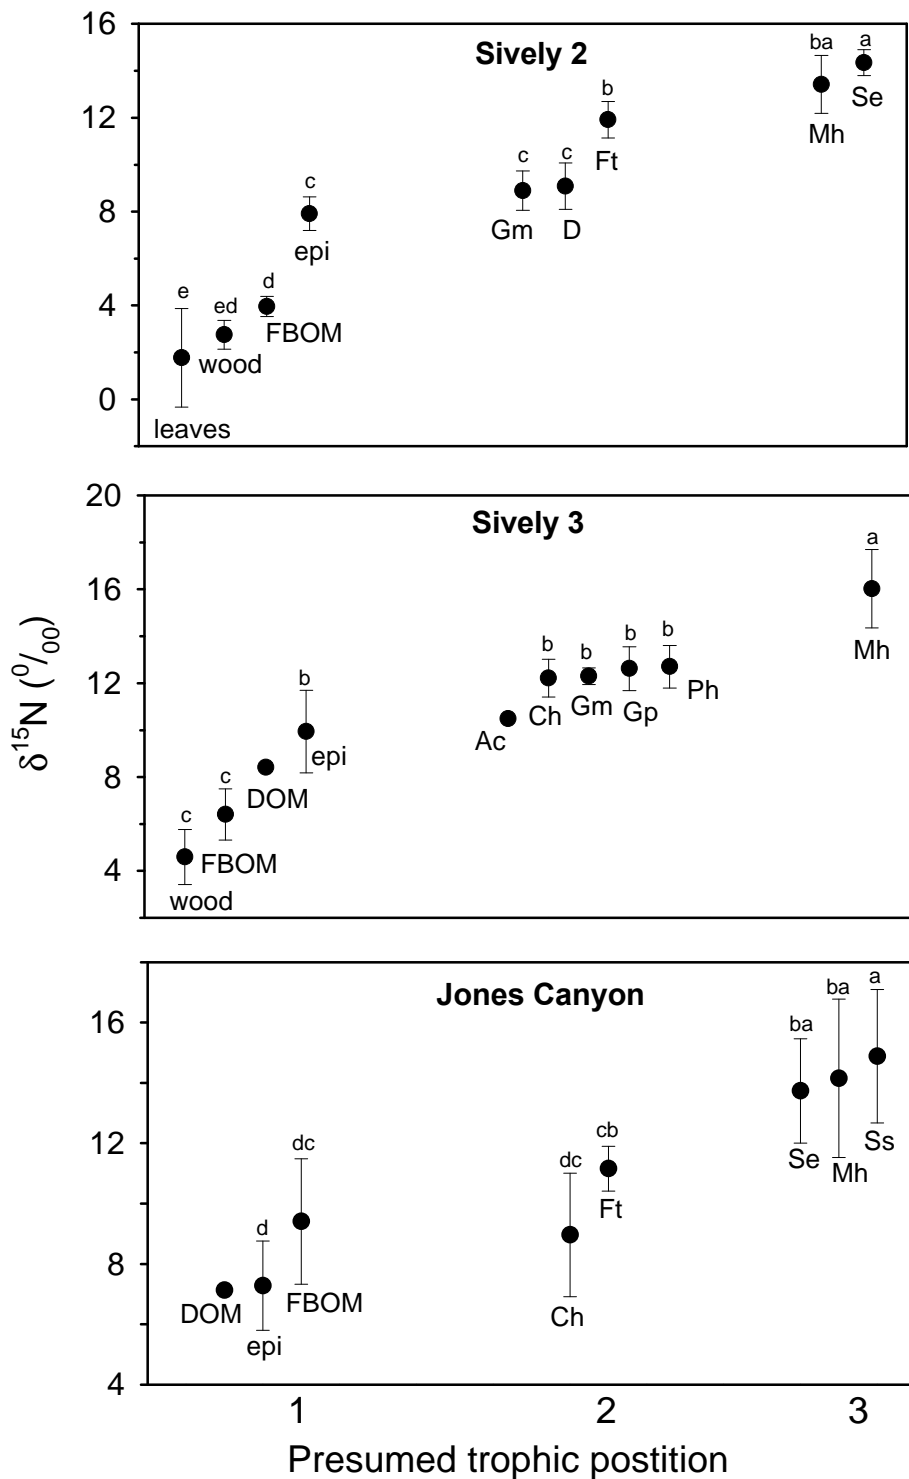 16
Sively 2
ba
a
Se
Mh
b
12
Ft
c
c
c
8
Gm
D
epi
d
e
ed
4
FBOM
wood
0
leaves
20
Sively 3
a
16
Mh
b
b
b
b
b
12
Ph
Ch
Gm
Gp
Ac
epi
c
DOM
8
c
FBOM
4
wood
δ15N (0/00)
Jones Canyon
a
ba
ba
16
Ss
Se
Mh
12
dc
cb
dc
Ft
d
8
DOM
FBOM
Ch
epi
4
1
2
3
Presumed trophic postition